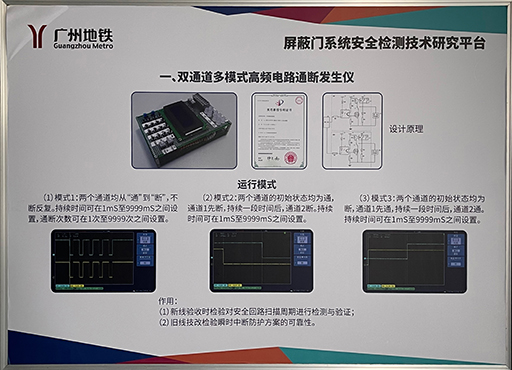 广州地铁
Guangzhou Metro
屏蔽门系统安全检测技术研究平台
一、双通道多模式高频电路通断发生仪
设计原理
运行模式
（1）模式1：两个通道均从“通”到“断”，不
断反复。持续时间可在1mS至9999mS之间设
置，通断次数可在1次至9999次之间设置。
（2）模式2：两个通道的初始状态均为通，
通道1先断，持续一段时间后，通道2断。持续
时间可在1mS至9999mS之间设置。
（3）模式3：两个通道的初始状态均为
断，通道1先通，持续一段时间后，通道2通。
持续时间可在1mS至9999mS之间设置。
作用：
（1）新线验收时检验对安全回路扫描周期进行检测与验证；
（2）旧线技改检验瞬时中断防护方案的可靠性。